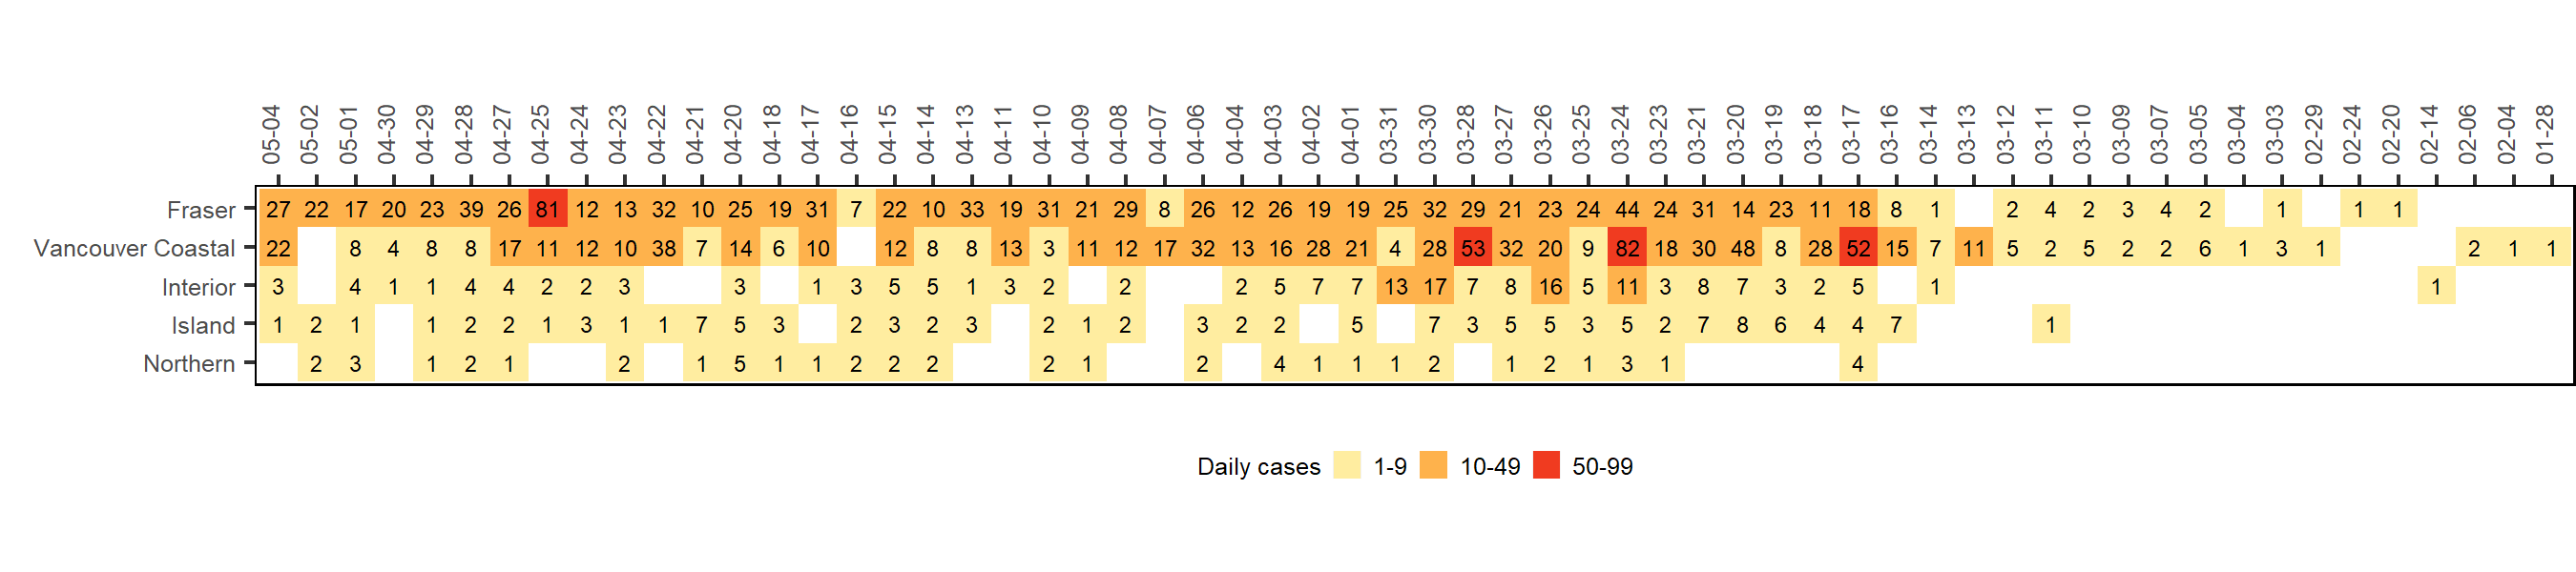 05-04 05-02 05-01 04-30 04-29 04-28 04-27 04-25 04-24 04-23 04-22 04-21 04-20 04-18 04-17 04-16 04-15 04-14 04-13 04-11 04-10 04-09 04-08 04-07 04-06 04-04 04-03 04-02 04-01 03-31 03-30 03-28 03-27 03-26 03-25 03-24 03-23 03-21 03-20 03-19 03-18 03-17 03-16 03-14 03-13 03-12 03-11 03-10 03-09 03-07 03-05 03-04 03-03 02-29 02-24 02-20 02-14 02-06 02-04 01-28
Fraser 27 22 17 20 23 39 26 81 12 13 32 10 25 19 31 7 22 10 33 19 31 21 29 8 26 12 26 19 19 25 32 29 21 23 24 44 24 31 14 23 11 18 8 1 2 4 2 3 4 2 1 1 1
Vancouver Coastal 22 8 4 8 8 17 11 12 10 38 7 14 6 10 12 8 8 13 3 11 12 17 32 13 16 28 21 4 28 53 32 20 9 82 18 30 48 8 28 52 15 7 11 5 2 5 2 2 6 1 3 1 2 1 1
Interior 3 4 1 1 4 4 2 2 3 3 1 3 5 5 1 3 2 2 2 5 7 7 13 17 7 8 16 5 11 3 8 7 3 2 5 1 1
Island 1 2 1 1 2 2 1 3 1 1 7 5 3 2 3 2 3 2 1 2 3 2 2 5 7 3 5 5 3 5 2 7 8 6 4 4 7 1
Northern 2 3 1 2 1 2 1 5 1 1 2 2 2 2 1 2 4 1 1 1 2 1 2 1 3 1 4
Daily cases 1-9 10-49 50-99